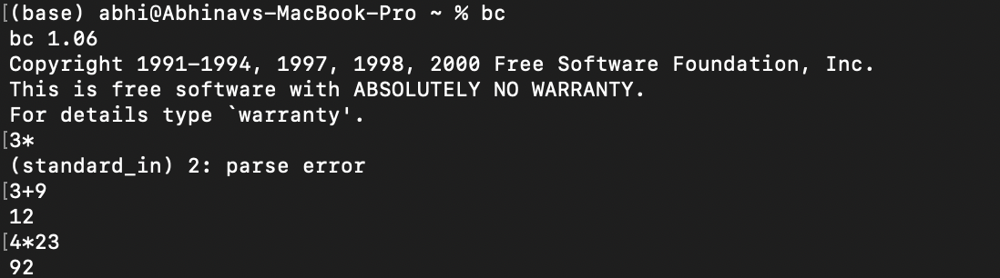 [(base) abhi@Abhinavs-MacBook-Pro ~ % bc
bc 1.06
Copyright 1991-1994, 1997, 1998, 2000 Free Software Foundation, Inc.
This is free software with ABSOLUTELY NO WARRANTY.
For details type `warranty'.
[3*
(standard_in) 2: parse error
[3+9
12
[4*23
92